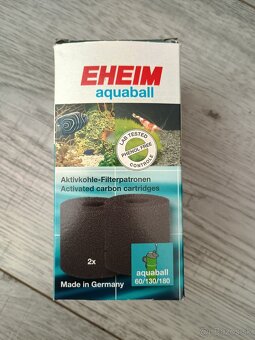 EHEIM
aquaball
LAB TESTED
PHENOL FREE
CONTROLE
Aktivkohle-Filterpatronen
Activated carbon cartridges
2x
aquaball
60/130/180
Made in Germany